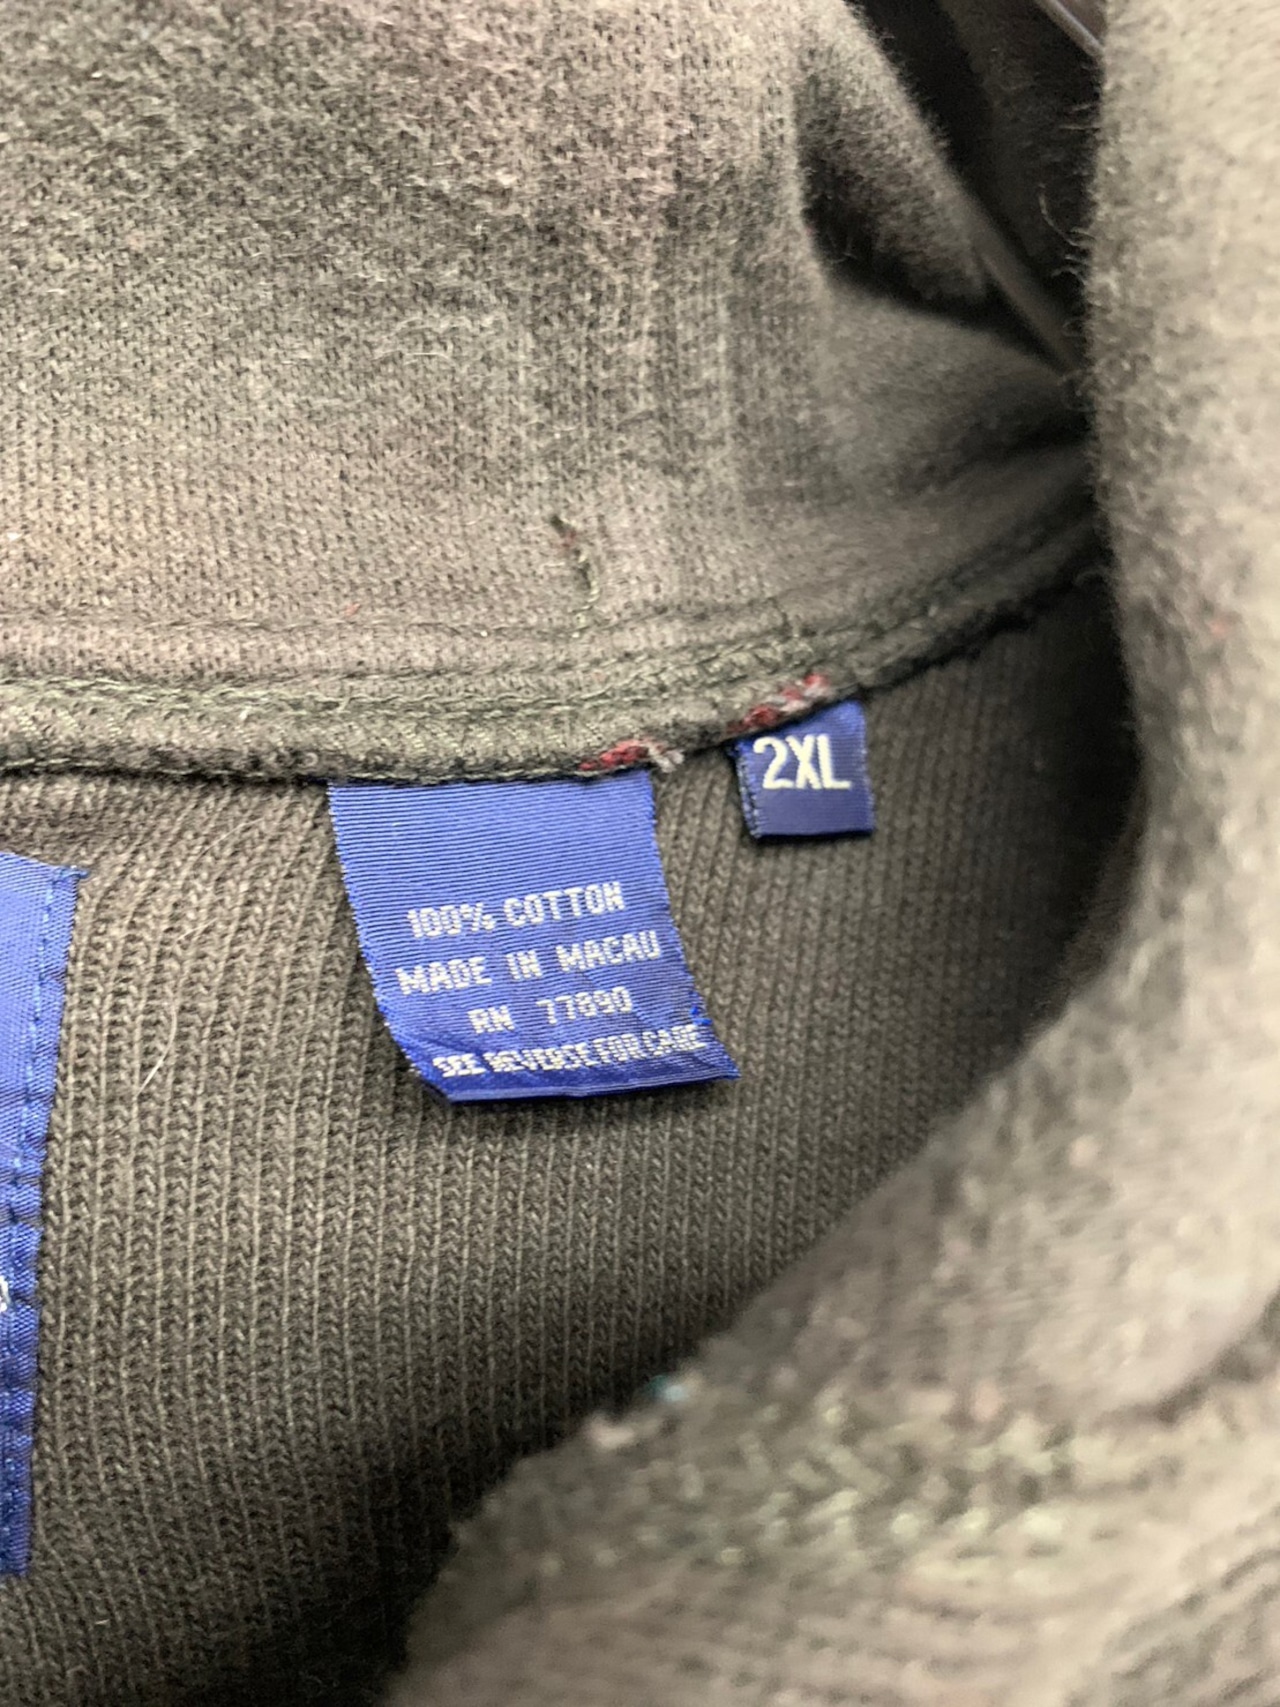 2XL
100% COTTON
MADE IN MACAU
RN 77890
SEE REVERSE FOR CARE